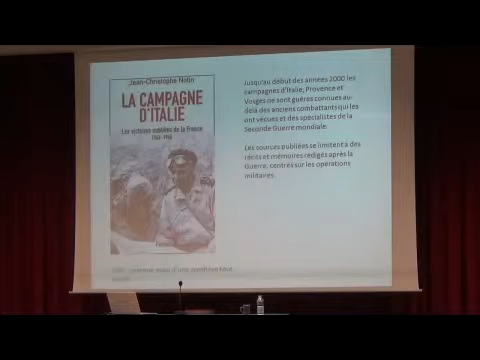 Jean-Christophe Notin
LA CAMPAGNE
D'ITALIE
Les victoires oubliées de la France
1943-1945
Jusqu'au début des années 2000 les
campagnes d'Italie, Provence et
Vosges ne sont guères connues au-
delà des anciens combattants qui les
ont vécues et des spécialistes de la
Seconde Guerre mondiale.
Les sources publiées se limitent à des
récits et mémoires rédigés après la
Guerre, centrés sur les opérations
militaires.